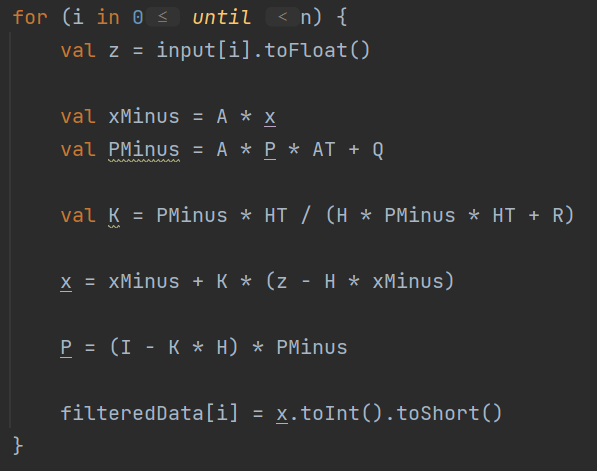 for (i in 0 ≤ until < n) {
    val z = input[i].toFloat()
    val xMinus = A * x
    val PMinus = A * P * AT + Q
    val K = PMinus * HT / (H * PMinus * HT + R)
    x = xMinus + K * (z - H * xMinus)
    P = (I - K * H) * PMinus
    filteredData[i] = x.toInt().toShort()
}